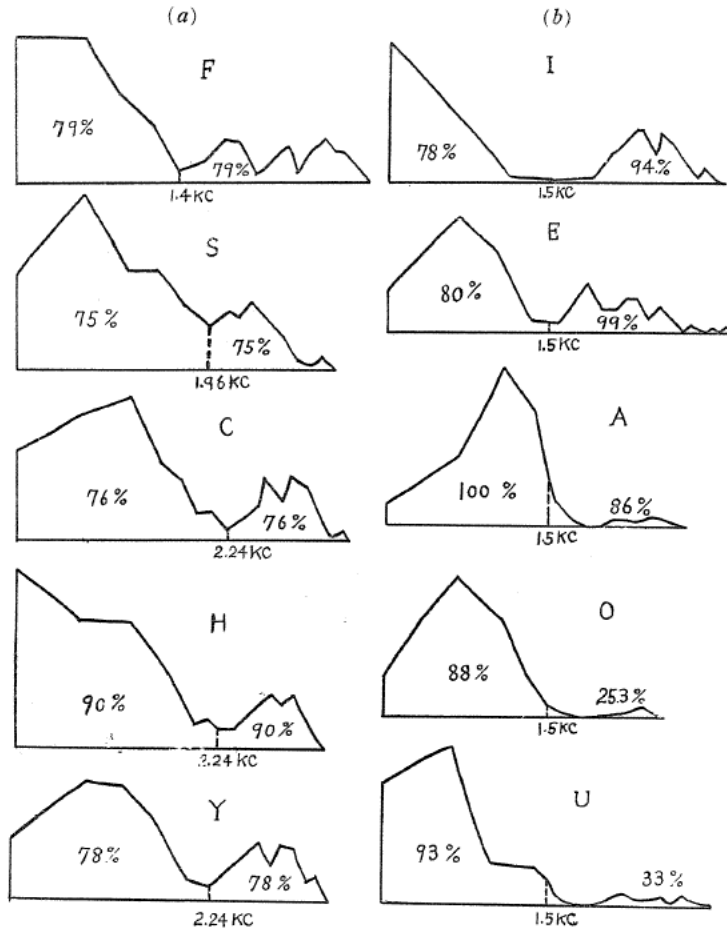 (a)
F
79%
79%
1.4KC
S
75%
75%
1.96KC
C
76%
76%
2.24KC
H
90%
90%
2.24KC
Y
78%
78%
2.24KC
(b)
I
78%
94%
1.5KC
E
80%
99%
1.5KC
A
100%
86%
1.5KC
O
88%
253%
1.5KC
U
93%
33%
1.5KC